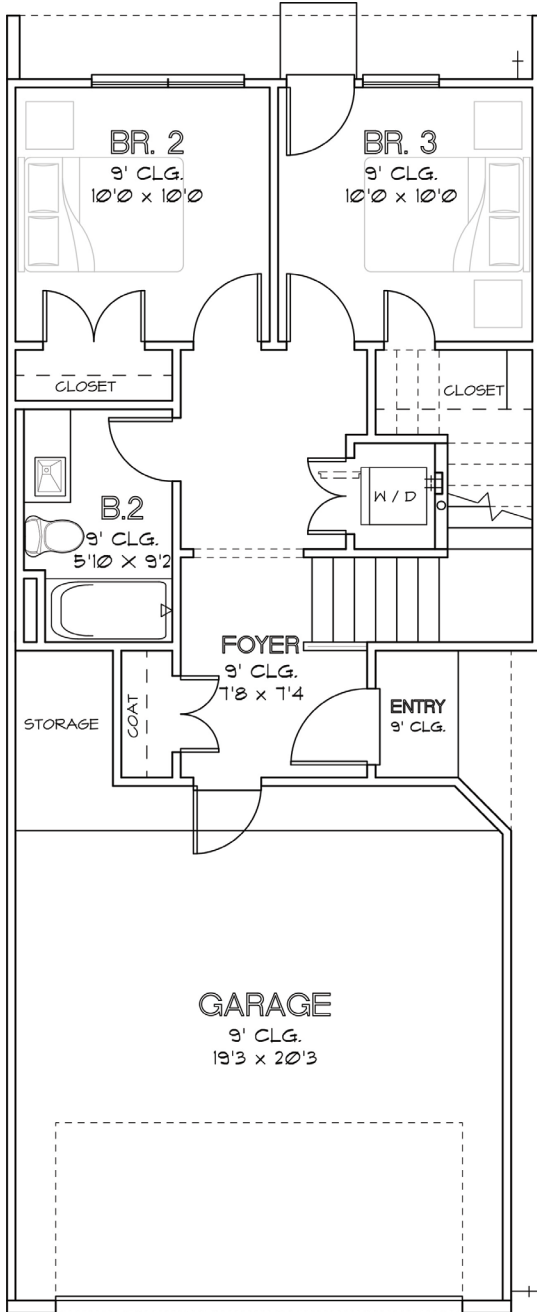 BR. 2
9' CLG.
10'0 x 10'0
BR. 3
9' CLG.
10'0 x 10'0
CLOSET
CLOSET
W / D
B.2
9' CLG.
5'10 X 9'2
FOYER
9' CLG.
7'8 x 7'4
COAT
STORAGE
ENTRY
9' CLG.
GARAGE
9' CLG.
19'3 x 20'3